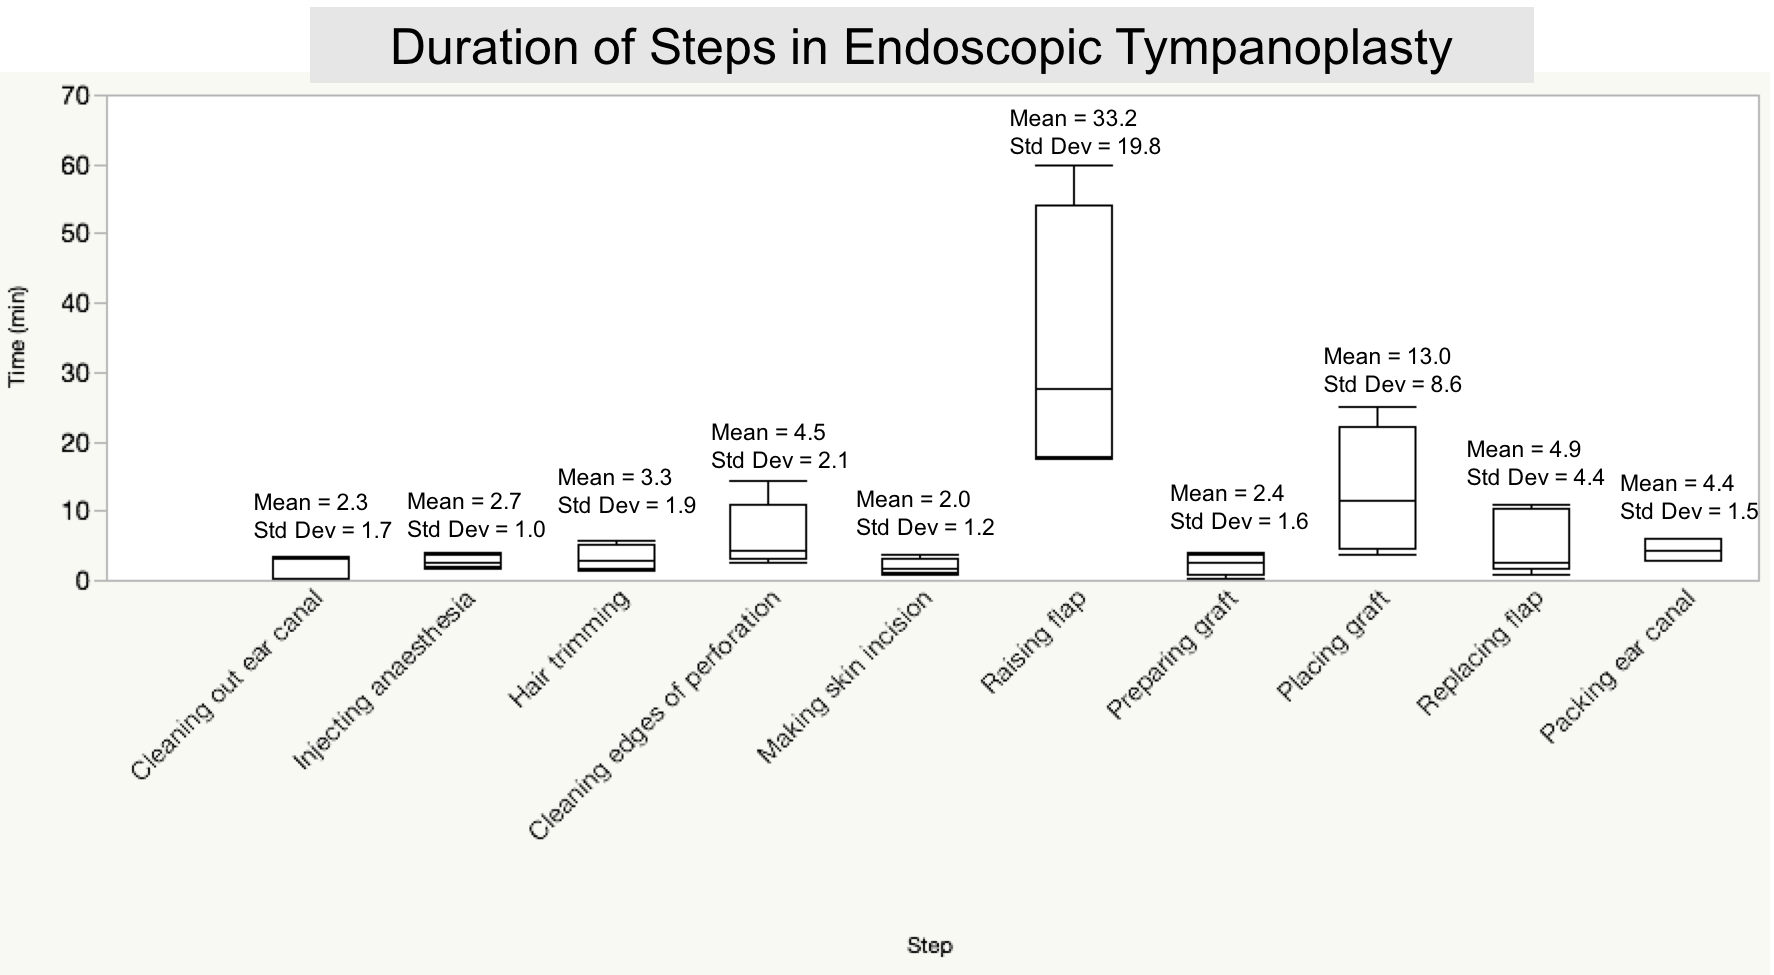 Duration of Steps in Endoscopic Tympanoplasty
70
60
50
40
30
20
10
0
Time (min)
Mean = 2.3
Std Dev = 1.7
Mean = 2.7
Std Dev = 1.0
Mean = 3.3
Std Dev = 1.9
Mean = 4.5
Std Dev = 2.1
Mean = 2.0
Std Dev = 1.2
Mean = 33.2
Std Dev = 19.8
Mean = 2.4
Std Dev = 1.6
Mean = 13.0
Std Dev = 8.6
Mean = 4.9
Std Dev = 4.4
Mean = 4.4
Std Dev = 1.5
Cleaning out ear canal
Injecting anaesthesia
Hair trimming
Cleaning edges of perforation
Making skin incision
Raising flap
Preparing graft
Placing graft
Replacing flap
Packing ear canal
Step